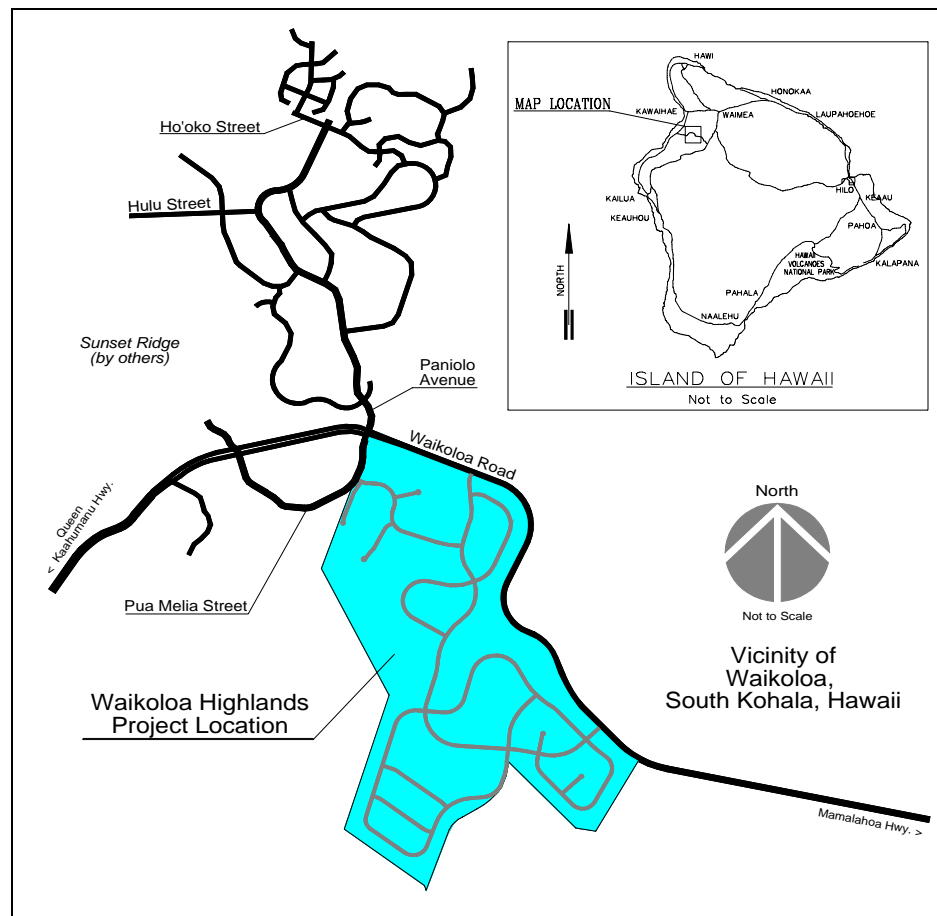 HAWI
HONOKAA
MAP LOCATION
KAWAIHAE
WAIMEA
LAUPAHOEHOE
HILO
KEAAU
KAILUA
KEAUHOU
PAHOA
HAWAII
VOLCANOES
NATIONAL PARK
KALAPANA
PAHALA
NAALEHU
NORTH
ISLAND OF HAWAII
Not to Scale
Ho'oko Street
Hulu Street
Sunset Ridge
(by others)
Paniolo
Avenue
Waikoloa Road
Queen
< Kaahumanu Hwy.
Pua Melia Street
North
Not to Scale
Vicinity of
Waikoloa,
South Kohala, Hawaii
Waikoloa Highlands
Project Location
Mamalahoa Hwy. >